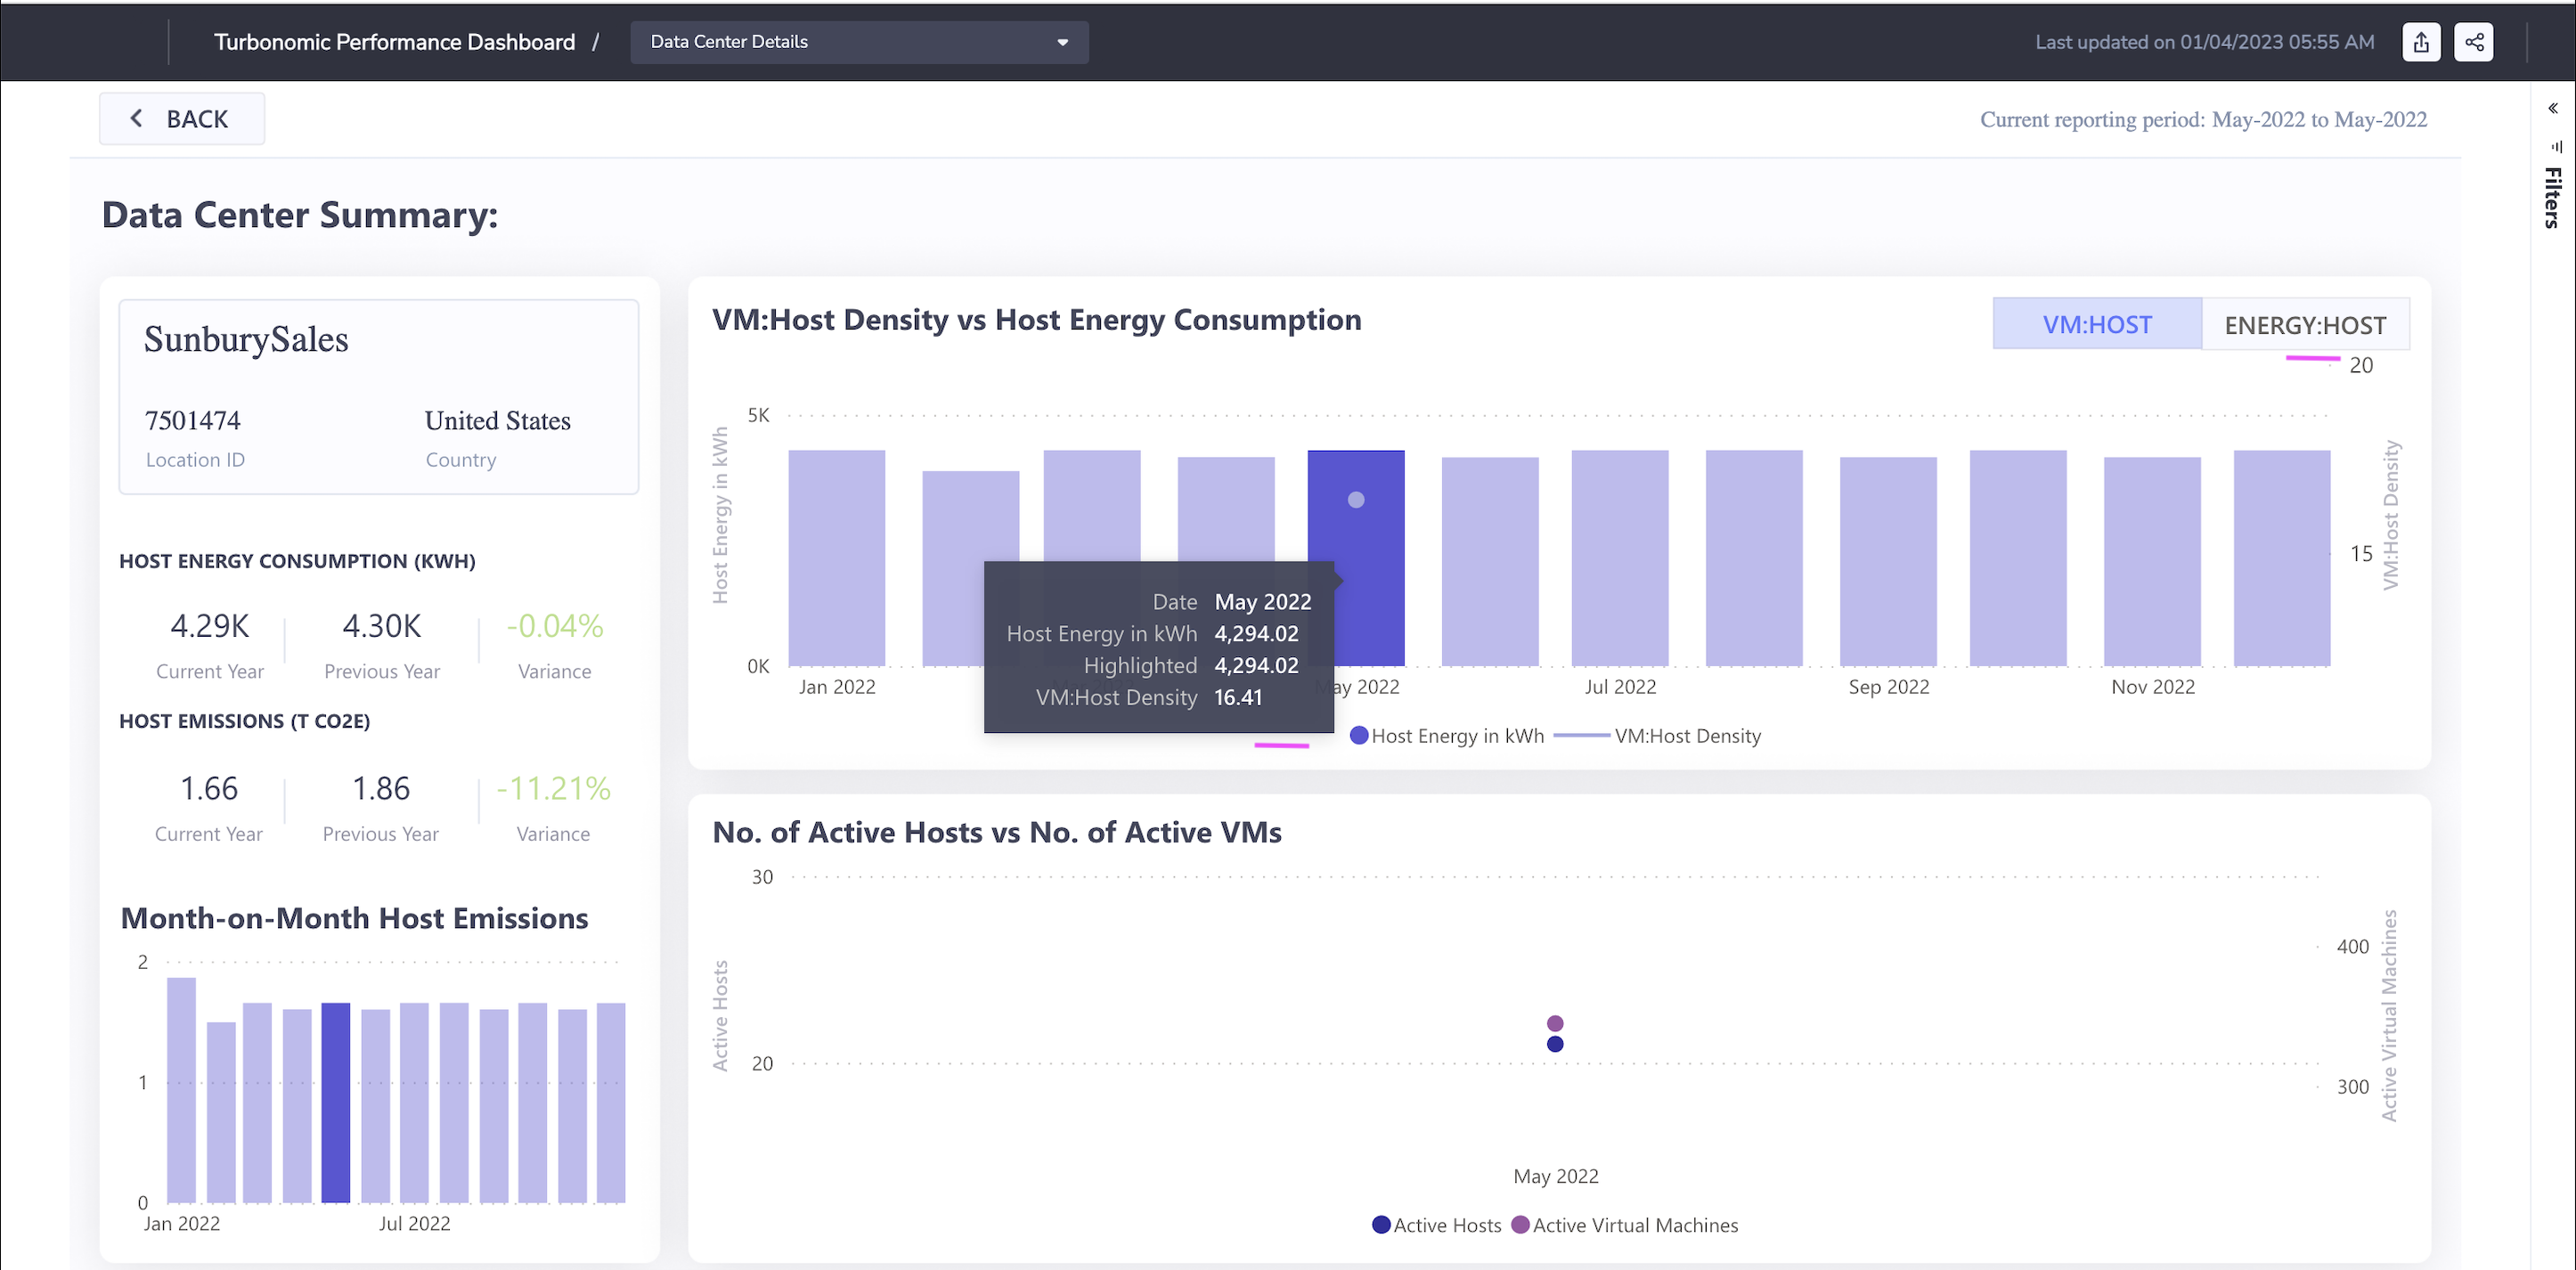 Turbonomic Performance Dashboard /
Data Center Details
Last updated on 01/04/2023 05:55 AM
BACK
Current reporting period: May-2022 to May-2022
Filters
Data Center Summary:
SunburySales
7501474
United States
Location ID
Country
HOST ENERGY CONSUMPTION (KWH)
4.29K
4.30K
-0.04%
Current Year
Previous Year
Variance
HOST EMISSIONS (T CO2E)
1.66
1.86
-11.21%
Current Year
Previous Year
Variance
Month-on-Month Host Emissions
2
1
0
Jan 2022
Jul 2022
VM:Host Density vs Host Energy Consumption
VM:HOST
ENERGY:HOST
20
5K
Host Energy in kWh
VM:Host Density
15
Date May 2022
Host Energy in kWh 4,294.02
Highlighted 4,294.02
VM:Host Density 16.41
0K
Jan 2022
May 2022
Jul 2022
Sep 2022
Nov 2022
Host Energy in kWh
VM:Host Density
No. of Active Hosts vs No. of Active VMs
30
400
Active Hosts
Active Virtual Machines
20
300
May 2022
Active Hosts
Active Virtual Machines